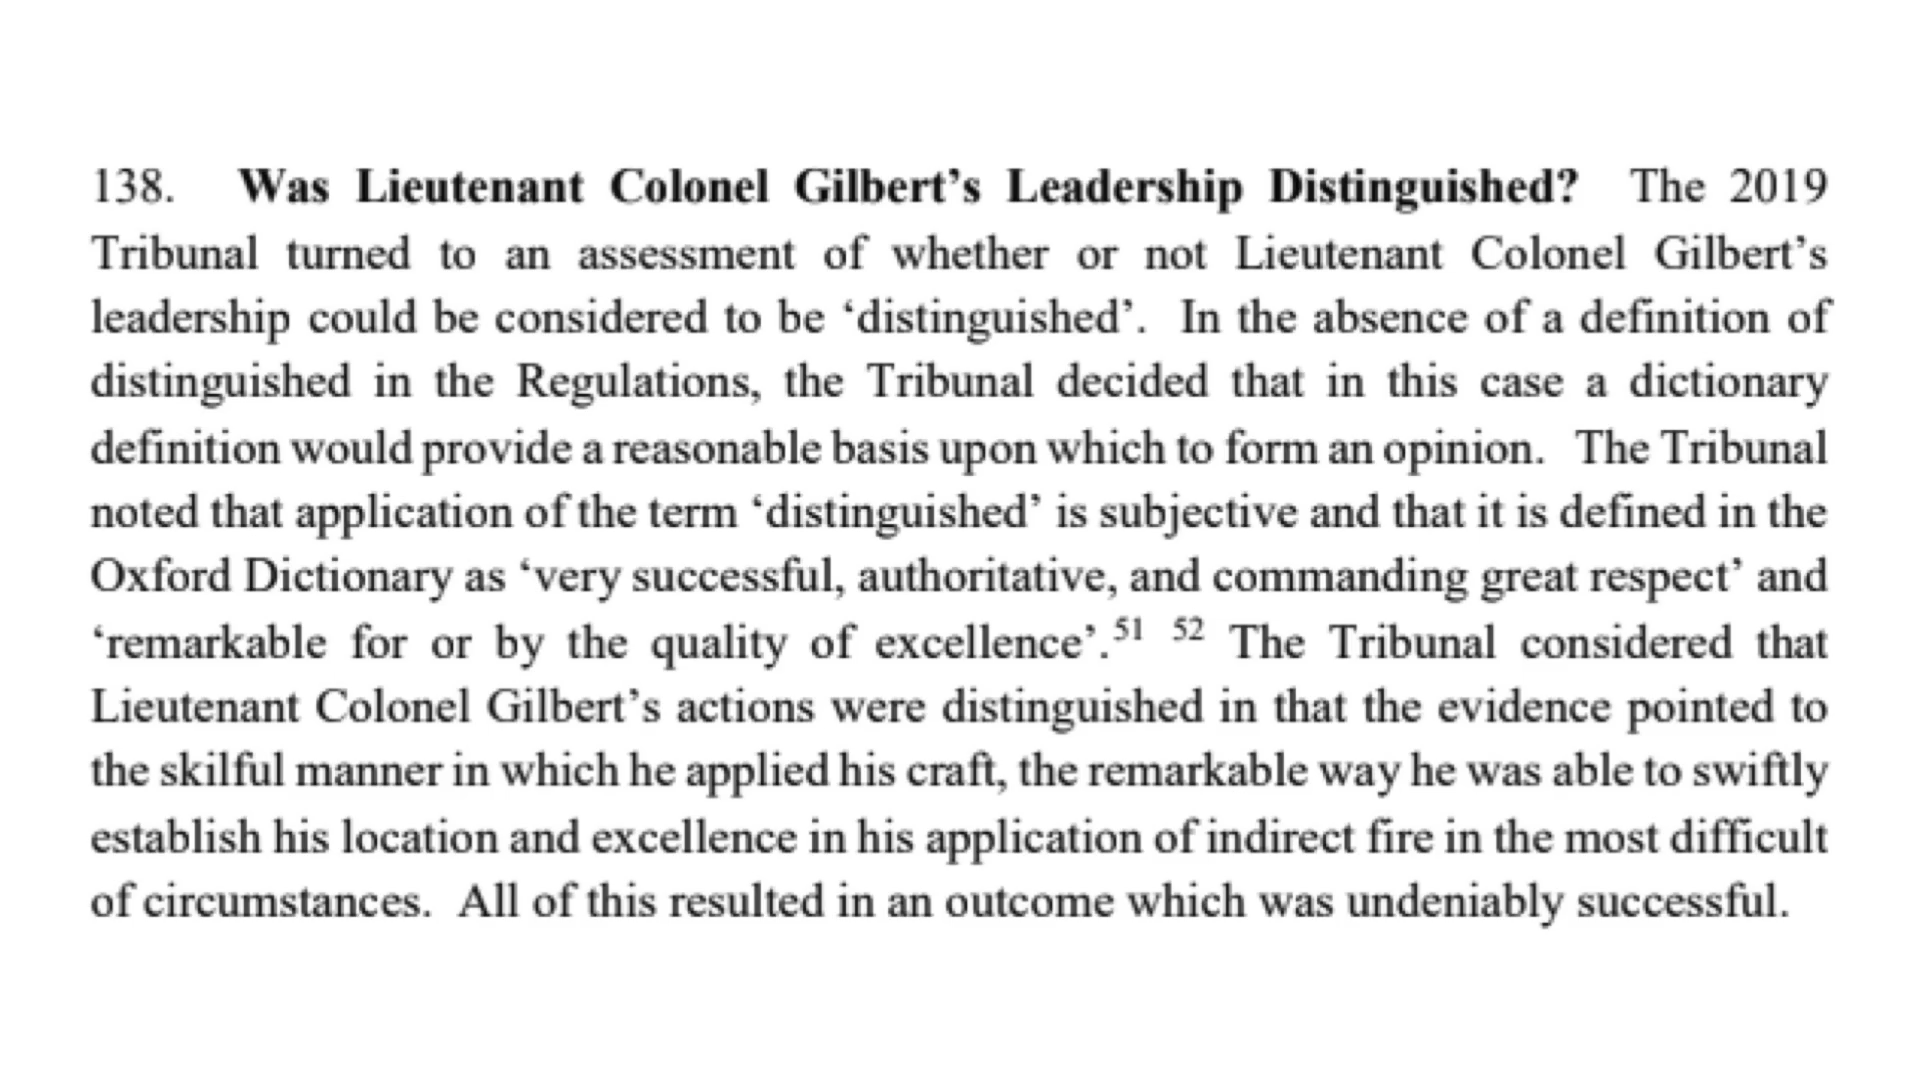 138. Was Lieutenant Colonel Gilbert’s Leadership Distinguished? The 2019
Tribunal turned to an assessment of whether or not Lieutenant Colonel Gilbert’s
leadership could be considered to be ‘distinguished’. In the absence of a definition of
distinguished in the Regulations, the Tribunal decided that in this case a dictionary
definition would provide a reasonable basis upon which to form an opinion. The Tribunal
noted that application of the term ‘distinguished’ is subjective and that it is defined in the
Oxford Dictionary as ‘very successful, authoritative, and commanding great respect’ and
‘remarkable for or by the quality of excellence’.51 52 The Tribunal considered that
Lieutenant Colonel Gilbert’s actions were distinguished in that the evidence pointed to
the skilful manner in which he applied his craft, the remarkable way he was able to swiftly
establish his location and excellence in his application of indirect fire in the most difficult
of circumstances. All of this resulted in an outcome which was undeniably successful.